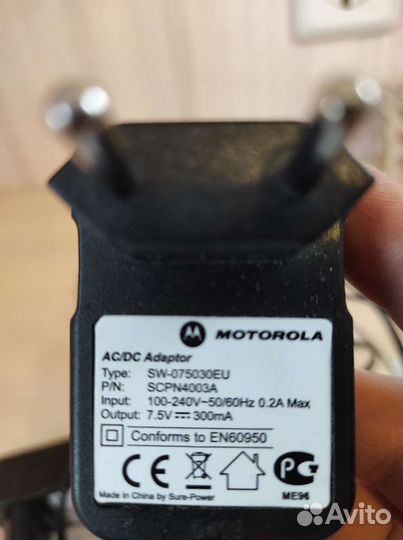 MOTOROLA
AC/DC Adaptor
Type: SW-075030EU
P/N: SCPN4003A
Input: 100-240V~50/60Hz 0.2A Max
Output: 7.5V⎓300mA
Conforms to EN60950
CE PG
Made in China by Sure-Power ME96
Avito